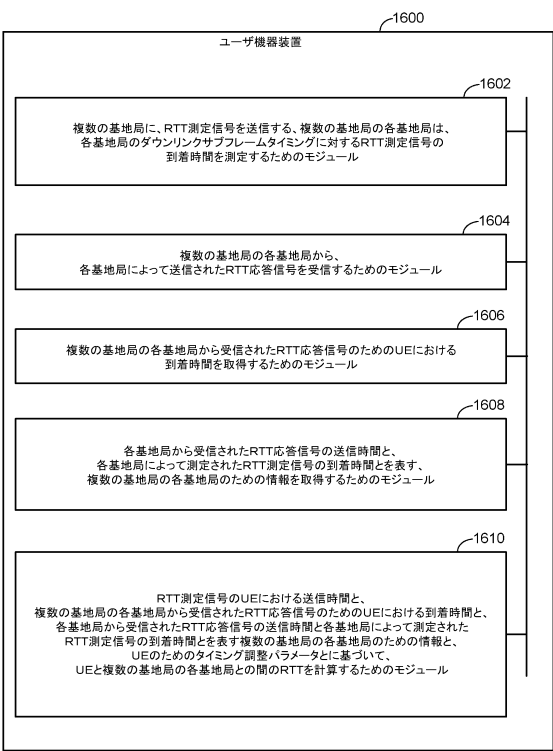 1600
ユーザ機器装置
1602
複数の基地局に、RTT測定信号を送信する、複数の基地局の各基地局は、
各基地局のダウンリンクサブフレームタイミングに対するRTT測定信号の
到着時間を測定するためのモジュール
1604
複数の基地局の各基地局から、
各基地局によって送信されたRTT応答信号を受信するためのモジュール
1606
複数の基地局の各基地局から受信されたRTT応答信号のためのUEにおける
到着時間を取得するためのモジュール
1608
各基地局から受信されたRTT応答信号の送信時間と、
各基地局によって測定されたRTT測定信号の到着時間とを表す、
複数の基地局の各基地局のための情報を取得するためのモジュール
1610
RTT測定信号のUEにおける送信時間と、
複数の基地局の各基地局から受信されたRTT応答信号のためのUEにおける到着時間と、
各基地局から受信されたRTT応答信号の送信時間と各基地局によって測定された
RTT測定信号の到着時間とを表す複数の基地局の各基地局のための情報と、
UEのためのタイミング調整パラメータとに基づいて、
UEと複数の基地局の各基地局との間のRTTを計算するためのモジュール